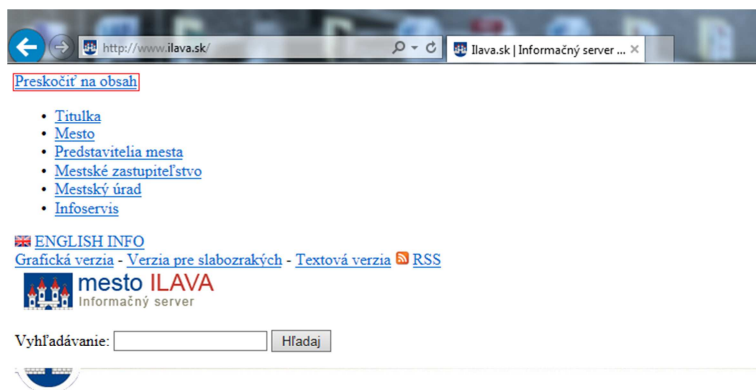 http://www.ilava.sk/
Ilava.sk | Informačný server ...
Preskočiť na obsah
• Titulka
• Mesto
• Predstavitelia mesta
• Mestské zastupiteľstvo
• Mestský úrad
• Infoservis
ENGLISH INFO
Grafická verzia - Verzia pre slabozrakých - Textová verzia RSS
mesto ILAVA
Informačný server
Vyhľadávanie: Hľadaj